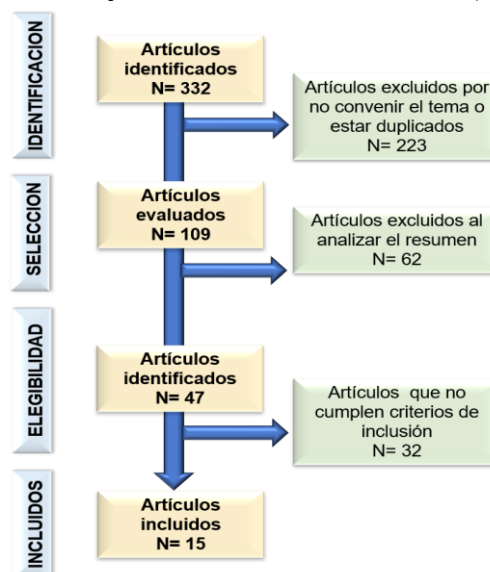 IDENTIFICACION
Artículos
identificados
N= 332
Artículos excluidos por
no convenir el tema o
estar duplicados
N= 223
SELECCION
Artículos
evaluados
N= 109
Artículos excluidos al
analizar el resumen
N= 62
ELEGIBILIDAD
Artículos
identificados
N= 47
Artículos que no
cumplen criterios de
inclusión
N= 32
INCLUIDOS
Artículos
incluidos
N= 15